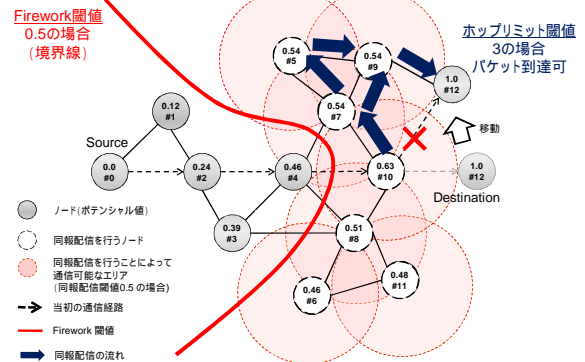 Firework閾値
0.5の場合
(境界線)
ホップリミット閾値
3の場合
パケット到達可
0.54
#5
0.54
#9
1.0
#12
0.12
#1
0.54
#7
移動
Source
0.0
#0
0.24
#2
0.46
#4
0.63
#10
1.0
#12
Destination
ノード(ポテンシャル値)
0.39
#3
0.51
#8
同報配信を行うノード
同報配信を行うことによって
通信可能なエリア
(同報配信閾値0.5 の場合)
0.46
#6
0.48
#11
当初の通信経路
Firework 閾値
同報配信の流れ